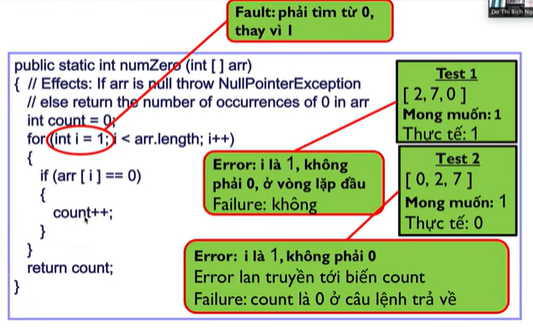 Fault: phải tìm từ 0,
thay vì 1
Do Thi Bich Ng
public static int numZero (int [ ] arr)
{ // Effects: If arr is null throw NullPointerException
// else return the number of occurrences of 0 in arr
int count = 0;
for (int i = 1; i < arr.length; i++)
{
if (arr [ i ] == 0)
{
count++;
}
}
return count;
}
Test 1
[ 2, 7, 0 ]
Mong muốn: 1
Thực tế: 1
Error: i là 1, không
phải 0, ở vòng lặp đầu
Failure: không
Test 2
[ 0, 2, 7 ]
Mong muốn: 1
Thực tế: 0
Error: i là 1, không phải 0
Error lan truyền tới biến count
Failure: count là 0 ở câu lệnh trả về